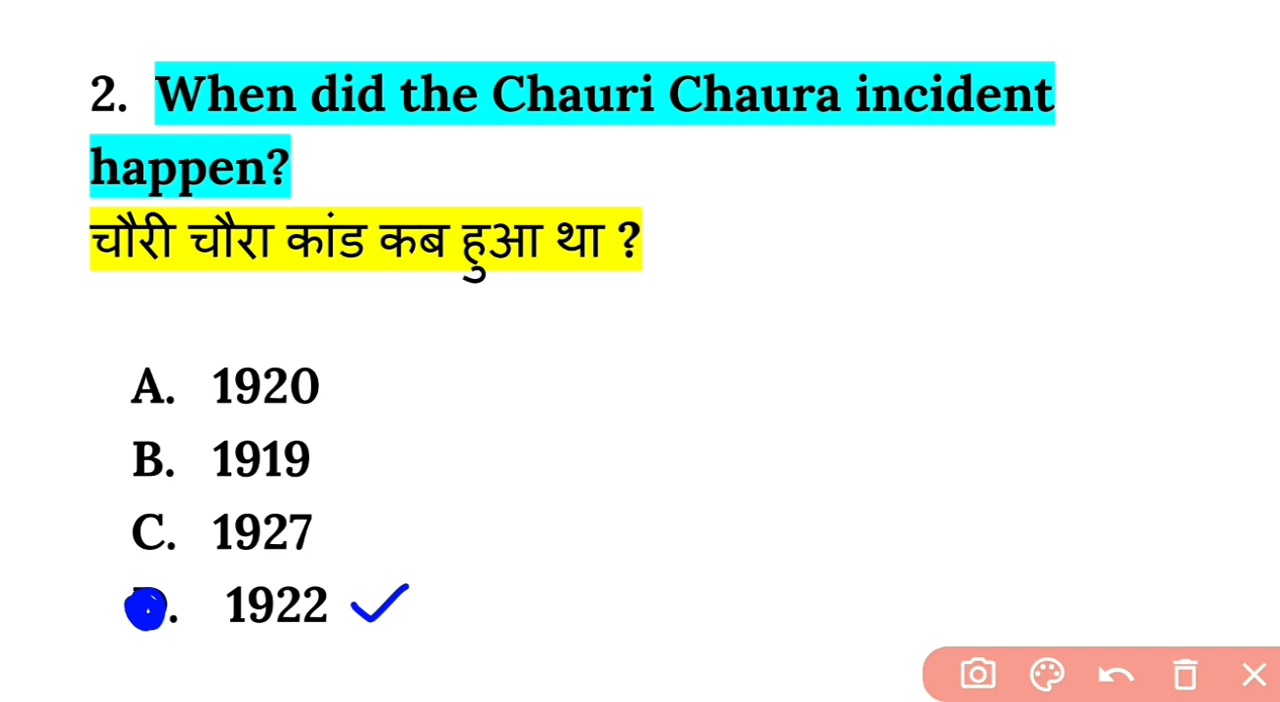 2. When did the Chauri Chaura incident
happen?
चौरी चौरा कांड कब हुआ था ?
A. 1920
B. 1919
C. 1927
. 1922